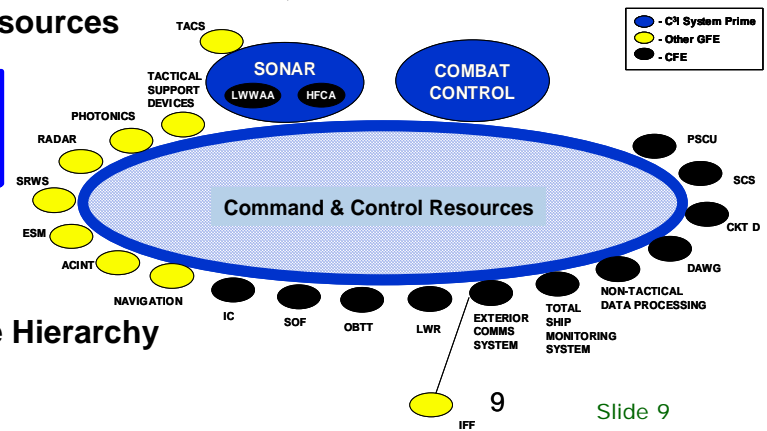 sources
TACS
- C³I System Prime
- Other GFE
- CFE
SONAR
LWWAA
HFCA
COMBAT
CONTROL
TACTICAL
SUPPORT
DEVICES
PHOTONICS
RADAR
SRWS
ESM
ACINT
NAVIGATION
Command & Control Resources
PSCU
SCS
CKT D
DAWG
NON-TACTICAL
DATA PROCESSING
TOTAL
SHIP
MONITORING
SYSTEM
EXTERIOR
COMMS
SYSTEM
LWR
OBTT
SOF
IC
e Hierarchy
IFF
9
Slide 9